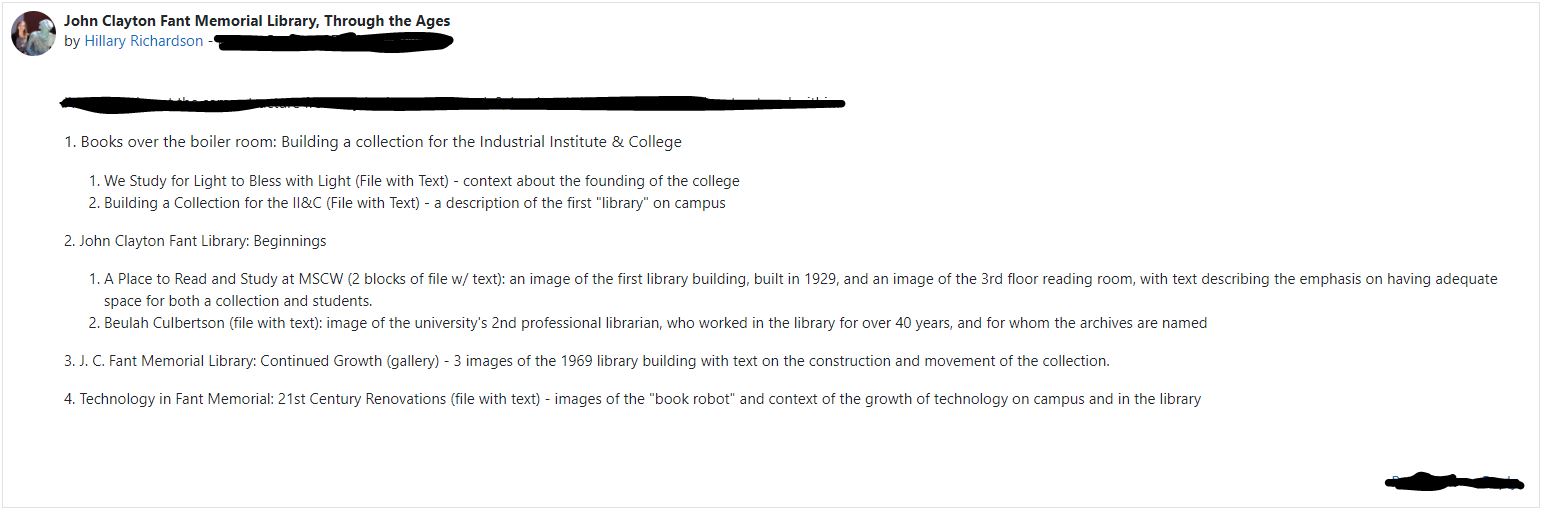 John Clayton Fant Memorial Library, Through the Ages
by Hillary Richardson -
1. Books over the boiler room: Building a collection for the Industrial Institute & College
1. We Study for Light to Bless with Light (File with Text) - context about the founding of the college
2. Building a Collection for the II&C (File with Text) - a description of the first "library" on campus
2. John Clayton Fant Library: Beginnings
1. A Place to Read and Study at MSCW (2 blocks of file w/ text): an image of the first library building, built in 1929, and an image of the 3rd floor reading room, with text describing the emphasis on having adequate
space for both a collection and students.
2. Beulah Culbertson (file with text): image of the university's 2nd professional librarian, who worked in the library for over 40 years, and for whom the archives are named
3. J. C. Fant Memorial Library: Continued Growth (gallery) - 3 images of the 1969 library building with text on the construction and movement of the collection.
4. Technology in Fant Memorial: 21st Century Renovations (file with text) - images of the "book robot" and context of the growth of technology on campus and in the library